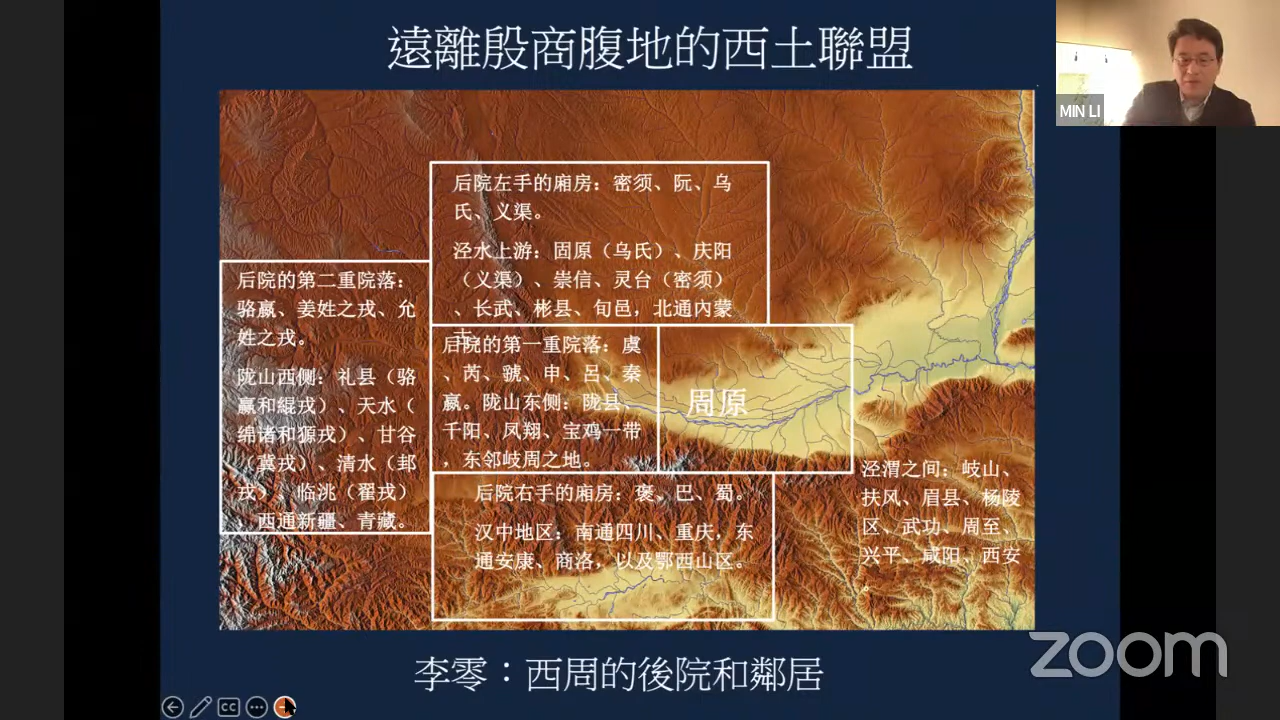 遠離殷商腹地的西土聯盟
MIN LI
后院左手的廂房：密须、阮、乌
氏、义渠。
泾水上游：固原（乌氏）、庆阳
（义渠）、崇信、灵台（密须）
、长武、彬县、旬邑，北通內蒙
后院的第二重院落：
骆嬴、姜姓之戎、允
姓之戎。
陇山西侧：礼县（骆
嬴和緄戎）、天水（
绵诸和獂戎）、甘谷
（冀戎）、清水（邽
戎）、临洮（翟戎）
，西通新疆、青藏。
后院的第一重院落：虞
、芮、虢、申、呂、秦
嬴。陇山东侧：陇县、
千阳、凤翔、宝鸡一带
，东邻岐周之地。
周原
后院右手的廂房：褒、巴、蜀。
汉中地区：南通四川、重庆，东
通安康、商洛，以及鄂西山区。
泾渭之间：岐山、
扶风、眉县、杨陵
区、武功、周至、
兴平、咸阳、西安
。
zoom
李零：西周的後院和鄰居
CC